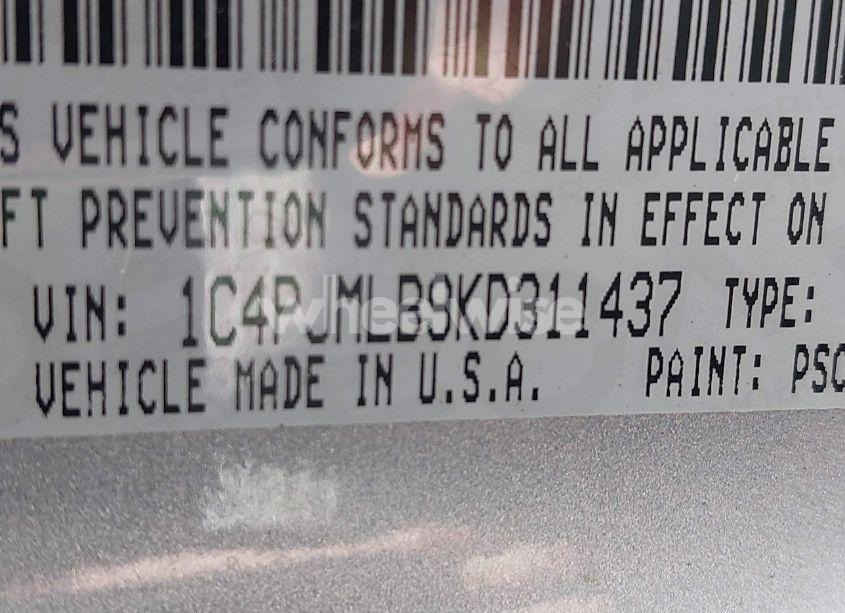 S VEHICLE CONFORMS TO ALL APPLICABLE
FT PREVENTION STANDARDS IN EFFECT ON
VIN: 1C4PJMLB9KD311437 TYPE:
wheelwise
VEHICLE MADE IN U.S.A. PAINT: PSC